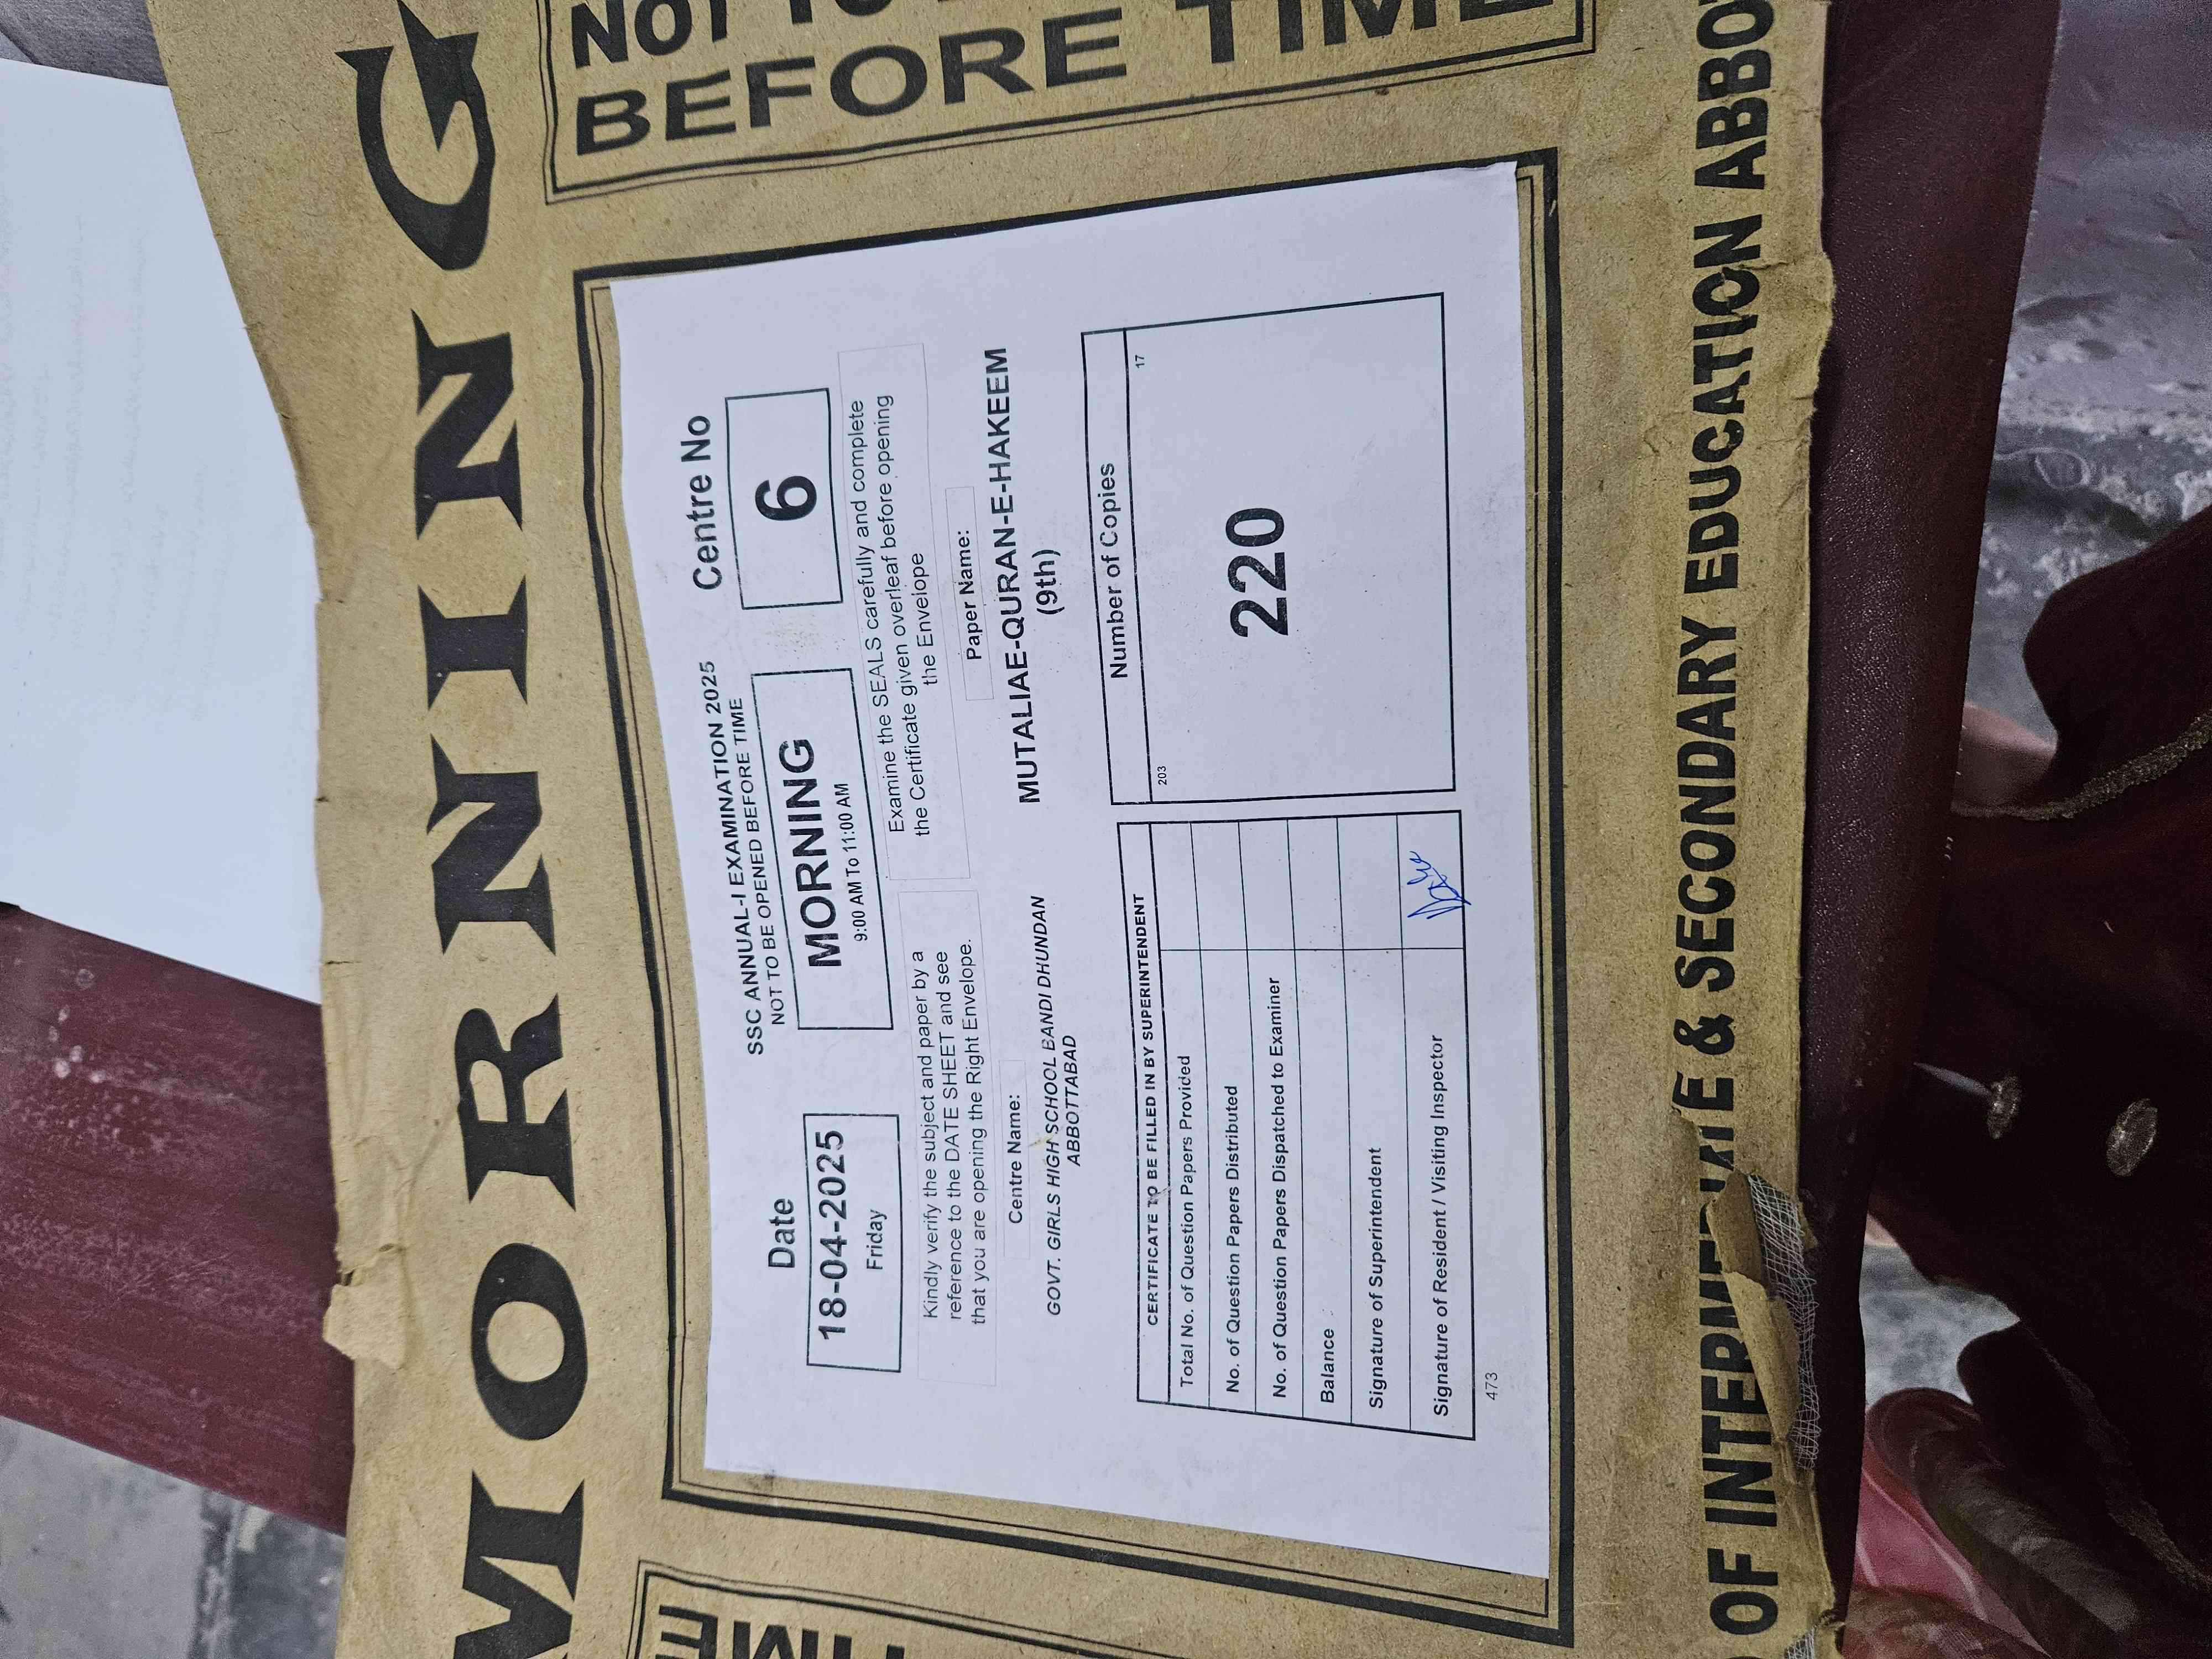 MORNING
NOT TO
BEFORE TIME
TIME
SSC ANNUAL-I EXAMINATION 2025
NOT TO BE OPENED BEFORE TIME
Date
18-04-2025
Friday
MORNING
9:00 AM To 11:00 AM
Centre No
6
Kindly verify the subject and paper by a
reference to the DATE SHEET and see
that you are opening the Right Envelope.
Examine the SEALS carefully and complete
the Certificate given overleaf before opening
the Envelope
Centre Name:
GOVT. GIRLS HIGH SCHOOL BANDI DHUNDAN
ABBOTTABAD
Paper Name:
MUTALIAE-QURAN-E-HAKEEM
(9th)
CERTIFICATE TO BE FILLED IN BY SUPERINTENDENT
Total No. of Question Papers Provided
No. of Question Papers Distributed
No. of Question Papers Dispatched to Examiner
Balance
Signature of Superintendent
Signature of Resident / Visiting Inspector
473
Number of Copies
203 17
220
OF INTERMEDIATE & SECONDARY EDUCATION ABBO